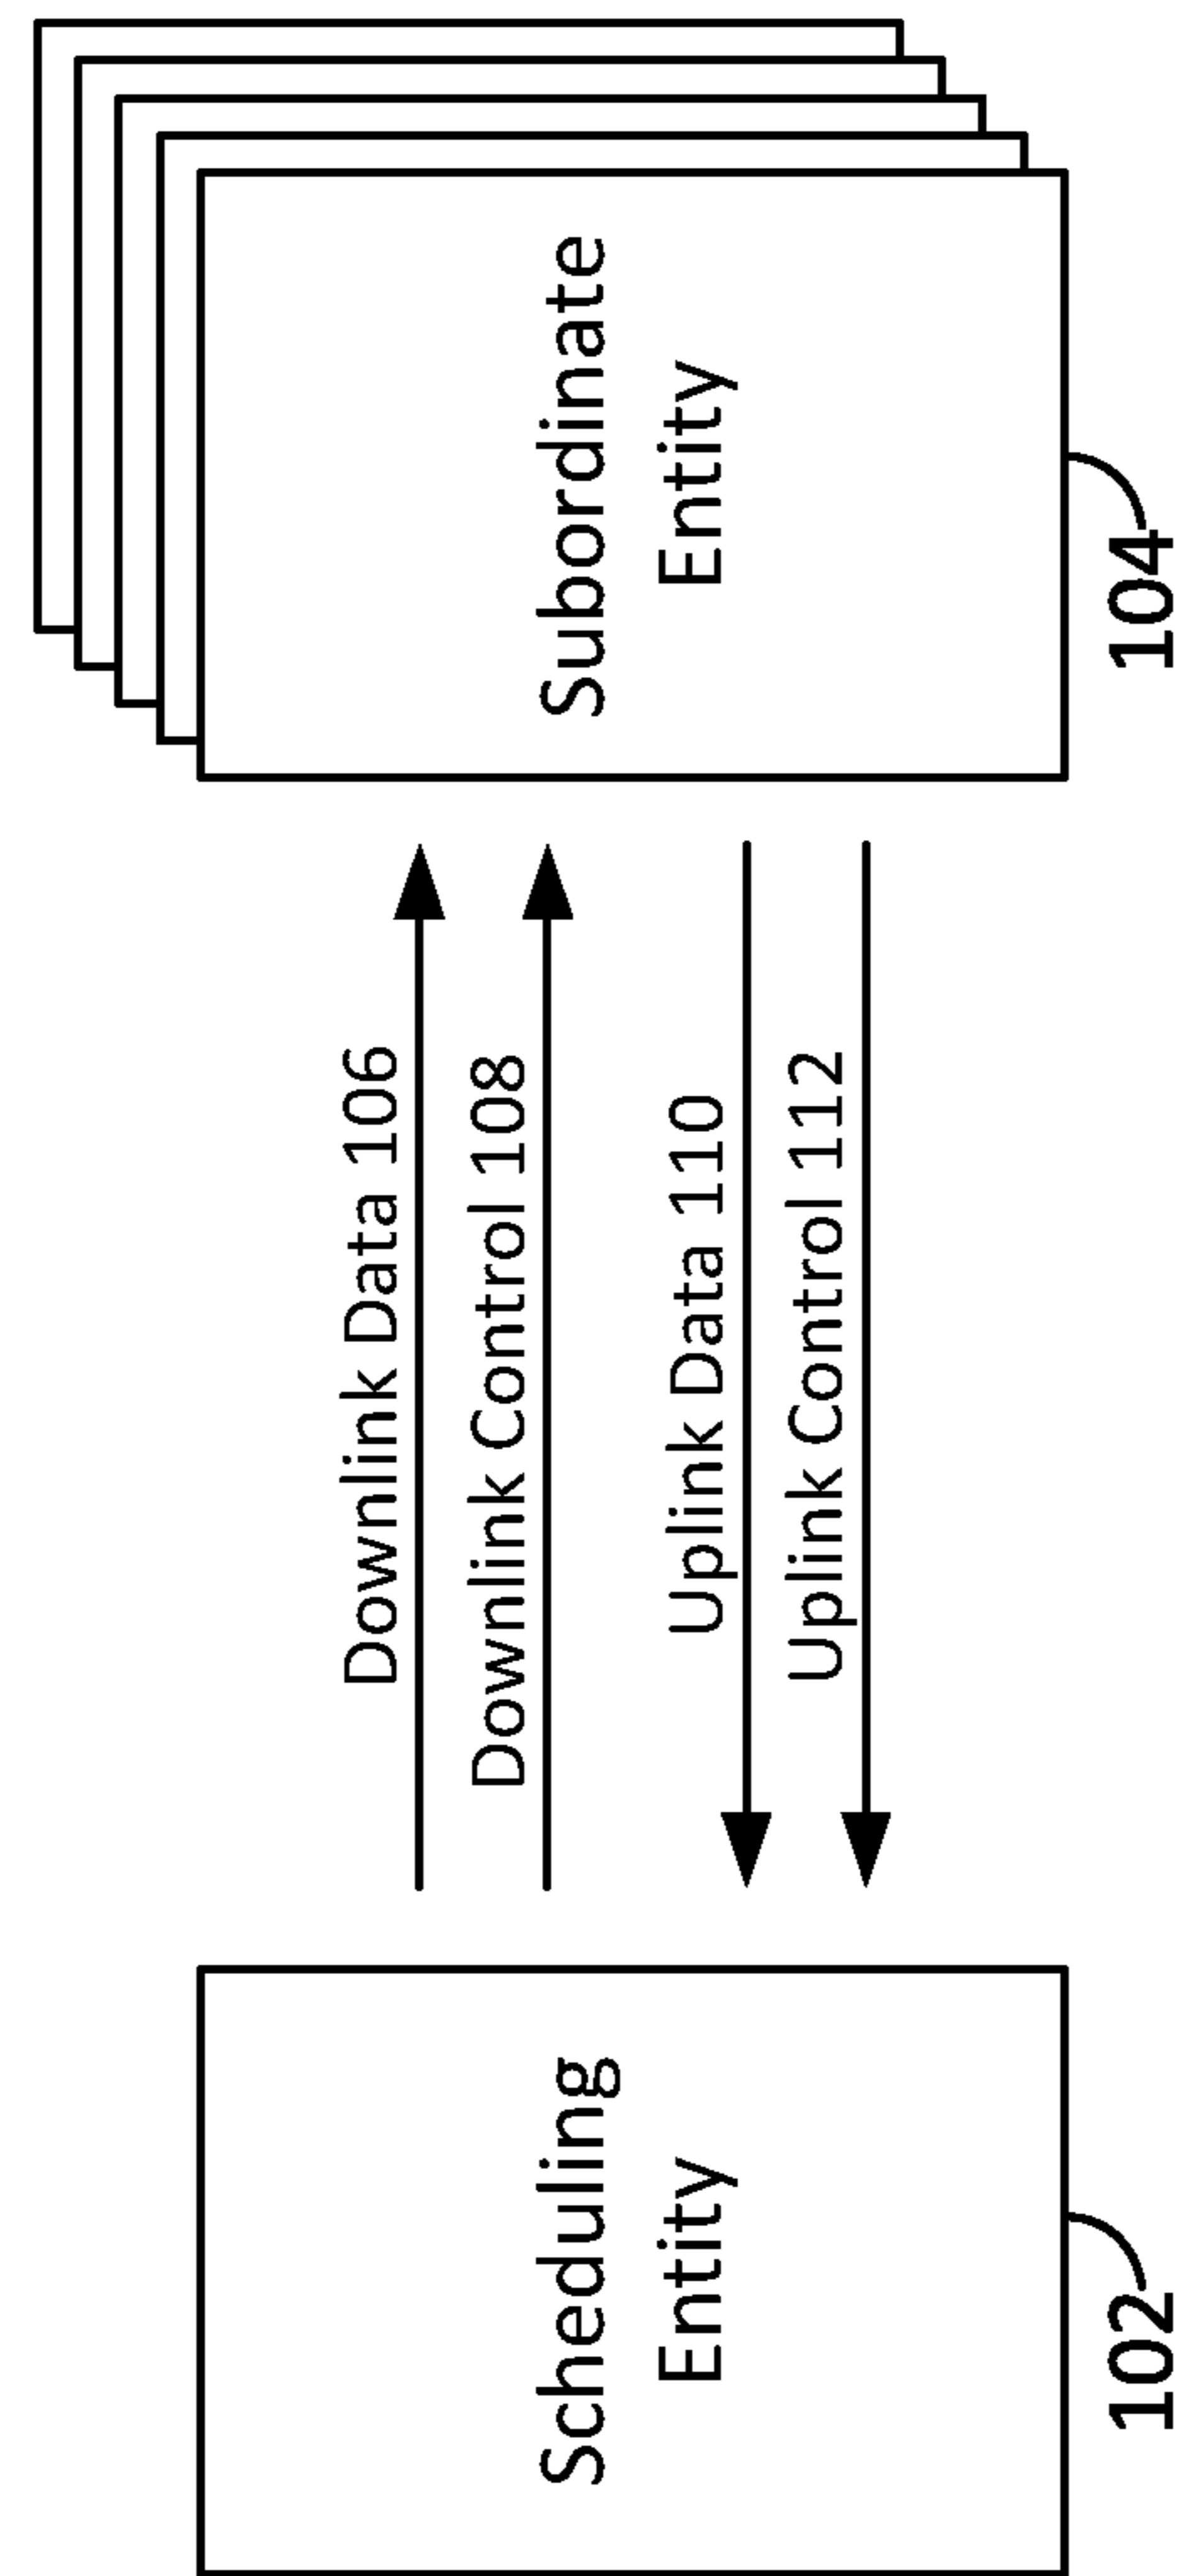 Scheduling
Entity
102
Downlink Data 106
Downlink Control 108
Uplink Data 110
Uplink Control 112
Subordinate
Entity
104